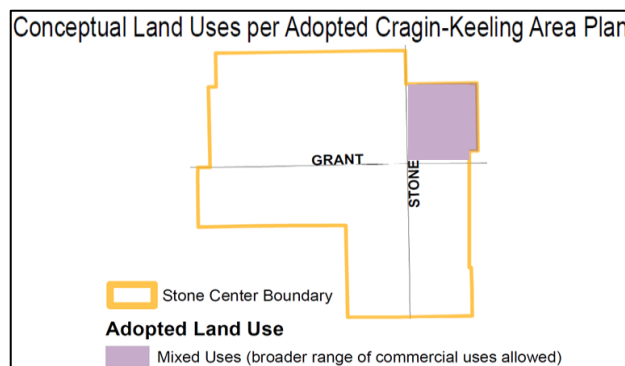 Conceptual Land Uses per Adopted Cragin-Keeling Area Plan
GRANT
STONE
Stone Center Boundary
Adopted Land Use
Mixed Uses (broader range of commercial uses allowed)